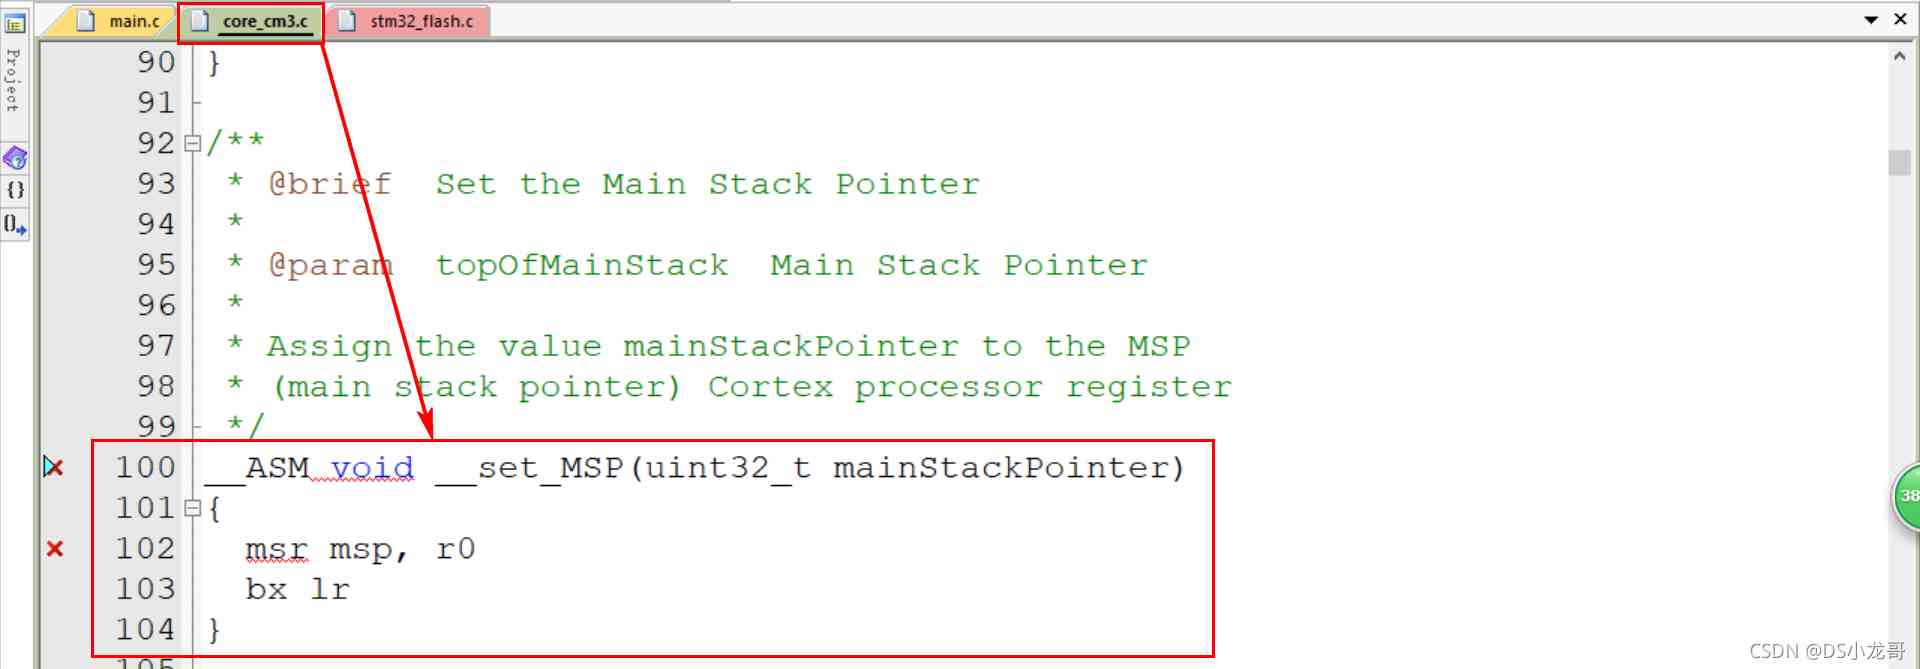 main.c core_cm3.c stm32_flash.c
Project
90 }
91
92 /**
93 * @brief Set the Main Stack Pointer
94 *
95 * @param topOfMainStack Main Stack Pointer
96 *
97 * Assign the value mainStackPointer to the MSP
98 * (main stack pointer) Cortex processor register
99 */
100 __ASM void __set_MSP(uint32_t mainStackPointer)
101 {
102 msr msp, r0
103 bx lr
104 }
105
38
CSDN @DS小龙哥